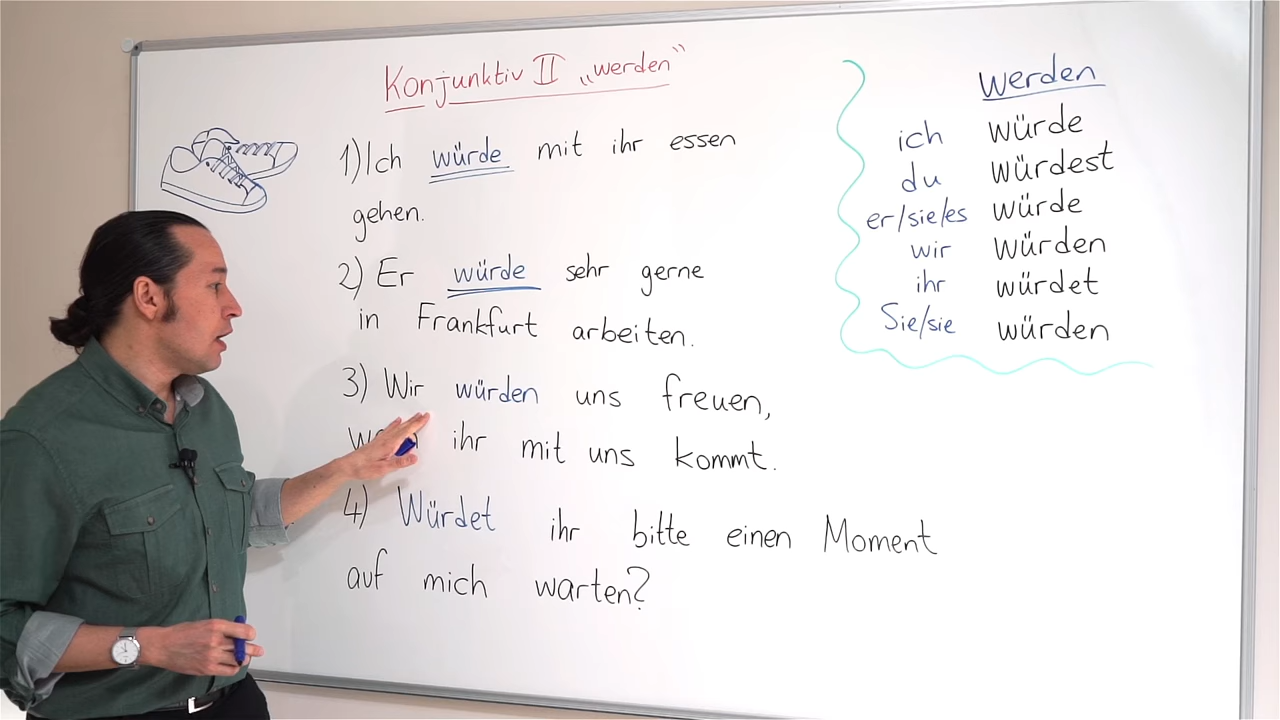 Konjunktiv II „werden“
1) Ich würde mit ihr essen
gehen.
2) Er würde sehr gerne
in Frankfurt arbeiten.
3) Wir würden uns freuen,
ihr mit uns kommt.
4) Würdet ihr bitte einen Moment
auf mich warten?
werden
ich würde
du würdest
er/sie/es würde
wir würden
ihr würdet
Sie/sie würden